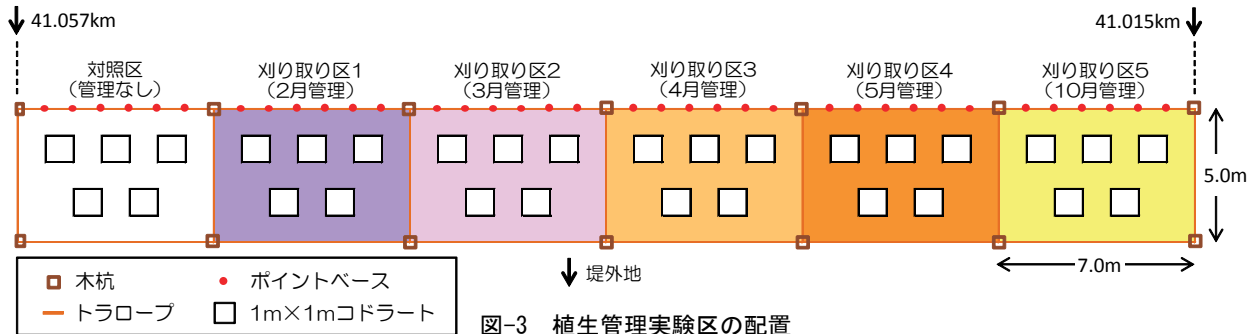 41.057km
41.015km
対照区
(管理なし)
刈り取り区1
(2月管理)
刈り取り区2
(3月管理)
刈り取り区3
(4月管理)
刈り取り区4
(5月管理)
刈り取り区5
(10月管理)
5.0m
7.0m
堤外地
木杭
ポイントベース
トラロープ
1m×1mコドラート
図-3 植生管理実験区の配置